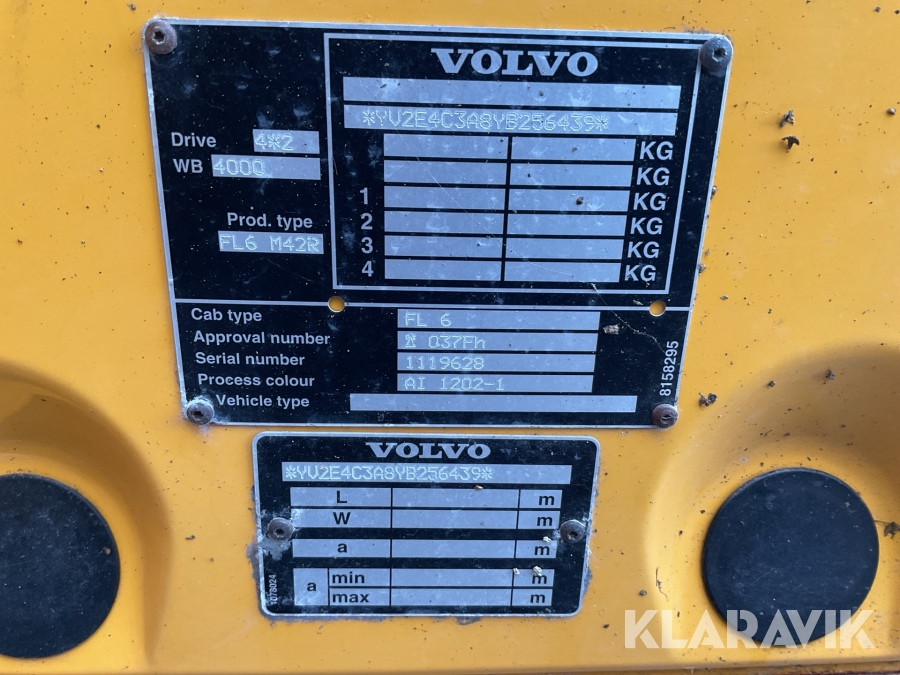 VOLVO
*YV2E4C3A8YB256439*
Drive 4*2
WB 4000
Prod. type
FL6 M42R
KG
KG
1 KG
2 KG
3 KG
4 KG
Cab type FL 6
Approval number 037Fh
Serial number 1119628
Process colour AI 1202-1
Vehicle type
8158295
VOLVO
*YV2E4C3A8YB256439*
L m
W m
a m
a min m
max m
KLARAVIK